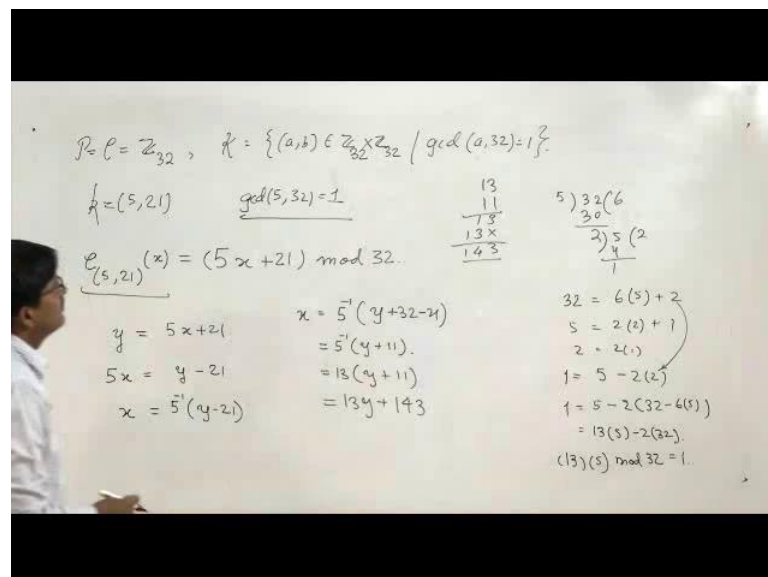 P = C = Z₃₂, K = {(a,b) ∈ Z₃₂×Z₃₂ / gcd(a,32)=1}.
k = (5,21) gcd(5,32) = 1
e₍₅,₂₁₎(x) = (5x+21) mod 32.
y = 5x+21
5x = y-21
x = 5⁻¹(y-21)
x = 5⁻¹(y+32-21)
= 5⁻¹(y+11).
= 13(y+11)
= 13y+143
13
11
13
13x
143
5)32(6
30
2)5(2
4
1
32 = 6(5)+2
5 = 2(2)+1
2 = 2(1)
1 = 5-2(2)
1 = 5-2(32-6(5))
= 13(5)-2(32).
(13)(5) mod 32 = 1.